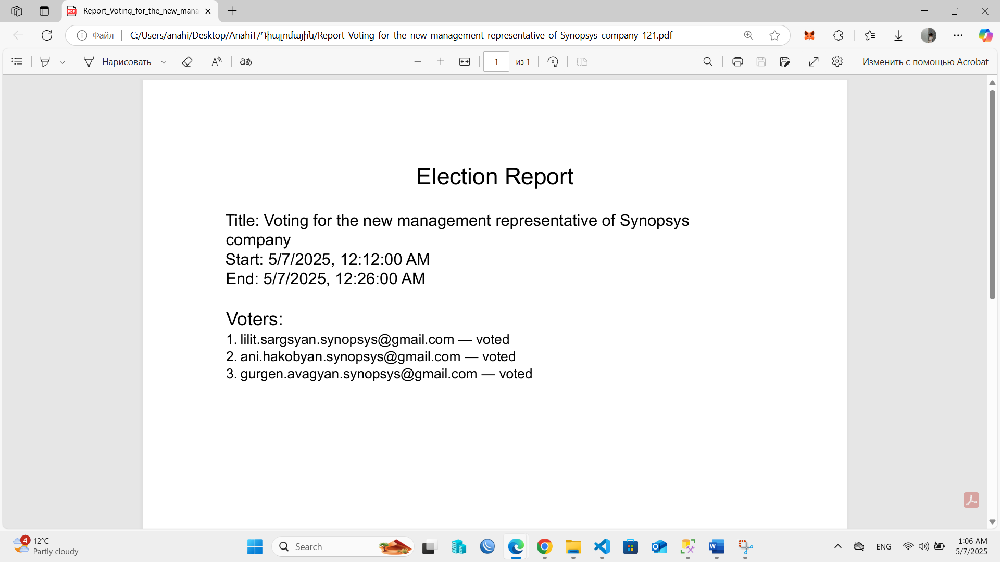 Report_Voting_for_the_new_mana
Файл
C:/Users/anahi/Desktop/AnahiT/Դիպլոմային/Report_Voting_for_the_new_management_representative_of_Synopsys_company_121.pdf
Нарисовать
1 из 1
Изменить с помощью Acrobat
Election Report
Title: Voting for the new management representative of Synopsys
company
Start: 5/7/2025, 12:12:00 AM
End: 5/7/2025, 12:26:00 AM
Voters:
1. lilit.sargsyan.synopsys@gmail.com — voted
2. ani.hakobyan.synopsys@gmail.com — voted
3. gurgen.avagyan.synopsys@gmail.com — voted
4
12°C
Partly cloudy
Search
ENG
1:06 AM
5/7/2025